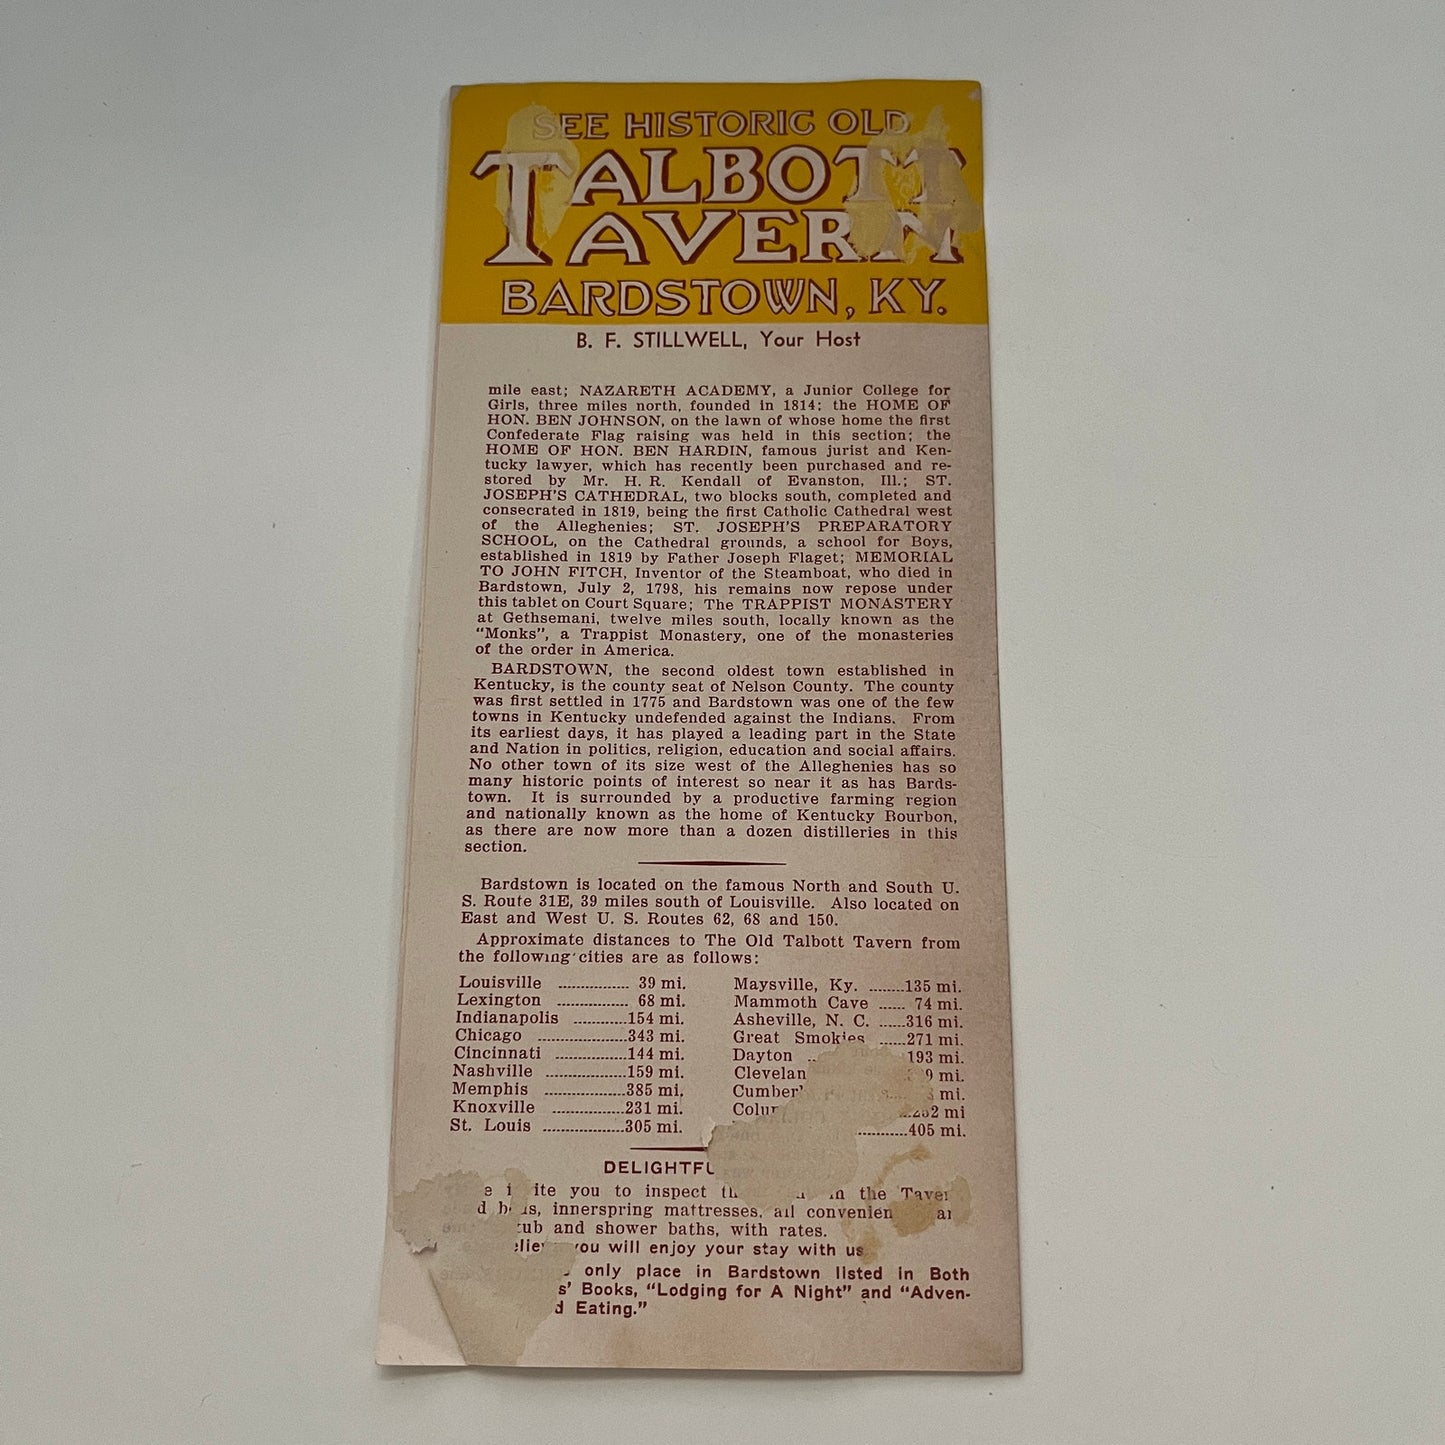 SEE HISTORIC OLD
TALBOTT
TAVERN
BARDSTOWN, KY.
B. F. STILLWELL, Your Host
mile east; NAZARETH ACADEMY, a Junior College for
Girls, three miles north, founded in 1814; the HOME OF
HON. BEN JOHNSON, on the lawn of whose home the first
Confederate Flag raising was held in this section; the
HOME OF HON. BEN HARDIN, famous jurist and Ken-
tucky lawyer, which has recently been purchased and re-
stored by Mr. H. R. Kendall of Evanston, Ill.; ST.
JOSEPH'S CATHEDRAL, two blocks south, completed and
consecrated in 1819, being the first Catholic Cathedral west
of the Alleghenies; ST. JOSEPH'S PREPARATORY
SCHOOL, on the Cathedral grounds, a school for Boys,
established in 1819 by Father Joseph Flaget; MEMORIAL
TO JOHN FITCH, Inventor of the Steamboat, who died in
Bardstown, July 2, 1798, his remains now repose under
this tablet on Court Square; The TRAPPIST MONASTERY
at Gethsemani, twelve miles south, locally known as the
"Monks", a Trappist Monastery, one of the monasteries
of the order in America.
BARDSTOWN, the second oldest town established in
Kentucky, is the county seat of Nelson County. The county
was first settled in 1775 and Bardstown was one of the few
towns in Kentucky undefended against the Indians. From
its earliest days, it has played a leading part in the State
and Nation in politics, religion, education and social affairs.
No other town of its size west of the Alleghenies has so
many historic points of interest so near it as has Bards-
town. It is surrounded by a productive farming region
and nationally known as the home of Kentucky Bourbon,
as there are now more than a dozen distilleries in this
section.
Bardstown is located on the famous North and South U.
S. Route 31E, 39 miles south of Louisville. Also located on
East and West U. S. Routes 62, 68 and 150.
Approximate distances to The Old Talbott Tavern from
the following cities are as follows:
Louisville ................ 39 mi.
Lexington ................ 68 mi.
Indianapolis ............154 mi.
Chicago ....................343 mi.
Cincinnati ................144 mi.
Nashville ..................159 mi.
Memphis ..................385 mi.
Knoxville ................231 mi.
St. Louis ..................305 mi.
Maysville, Ky. ........135 mi.
Mammoth Cave ...... 74 mi.
Asheville, N. C. ......316 mi.
Great Smokies ......271 mi.
Dayton .. 193 mi.
mi.
mi.
mi
............405 mi.
you to inspect in the
innerspring mattresses, all
and shower baths, with rates.
you will enjoy your stay with us
only place in Bardstown listed in Both
Books, "Lodging for A Night" and "Adven-
Eating."